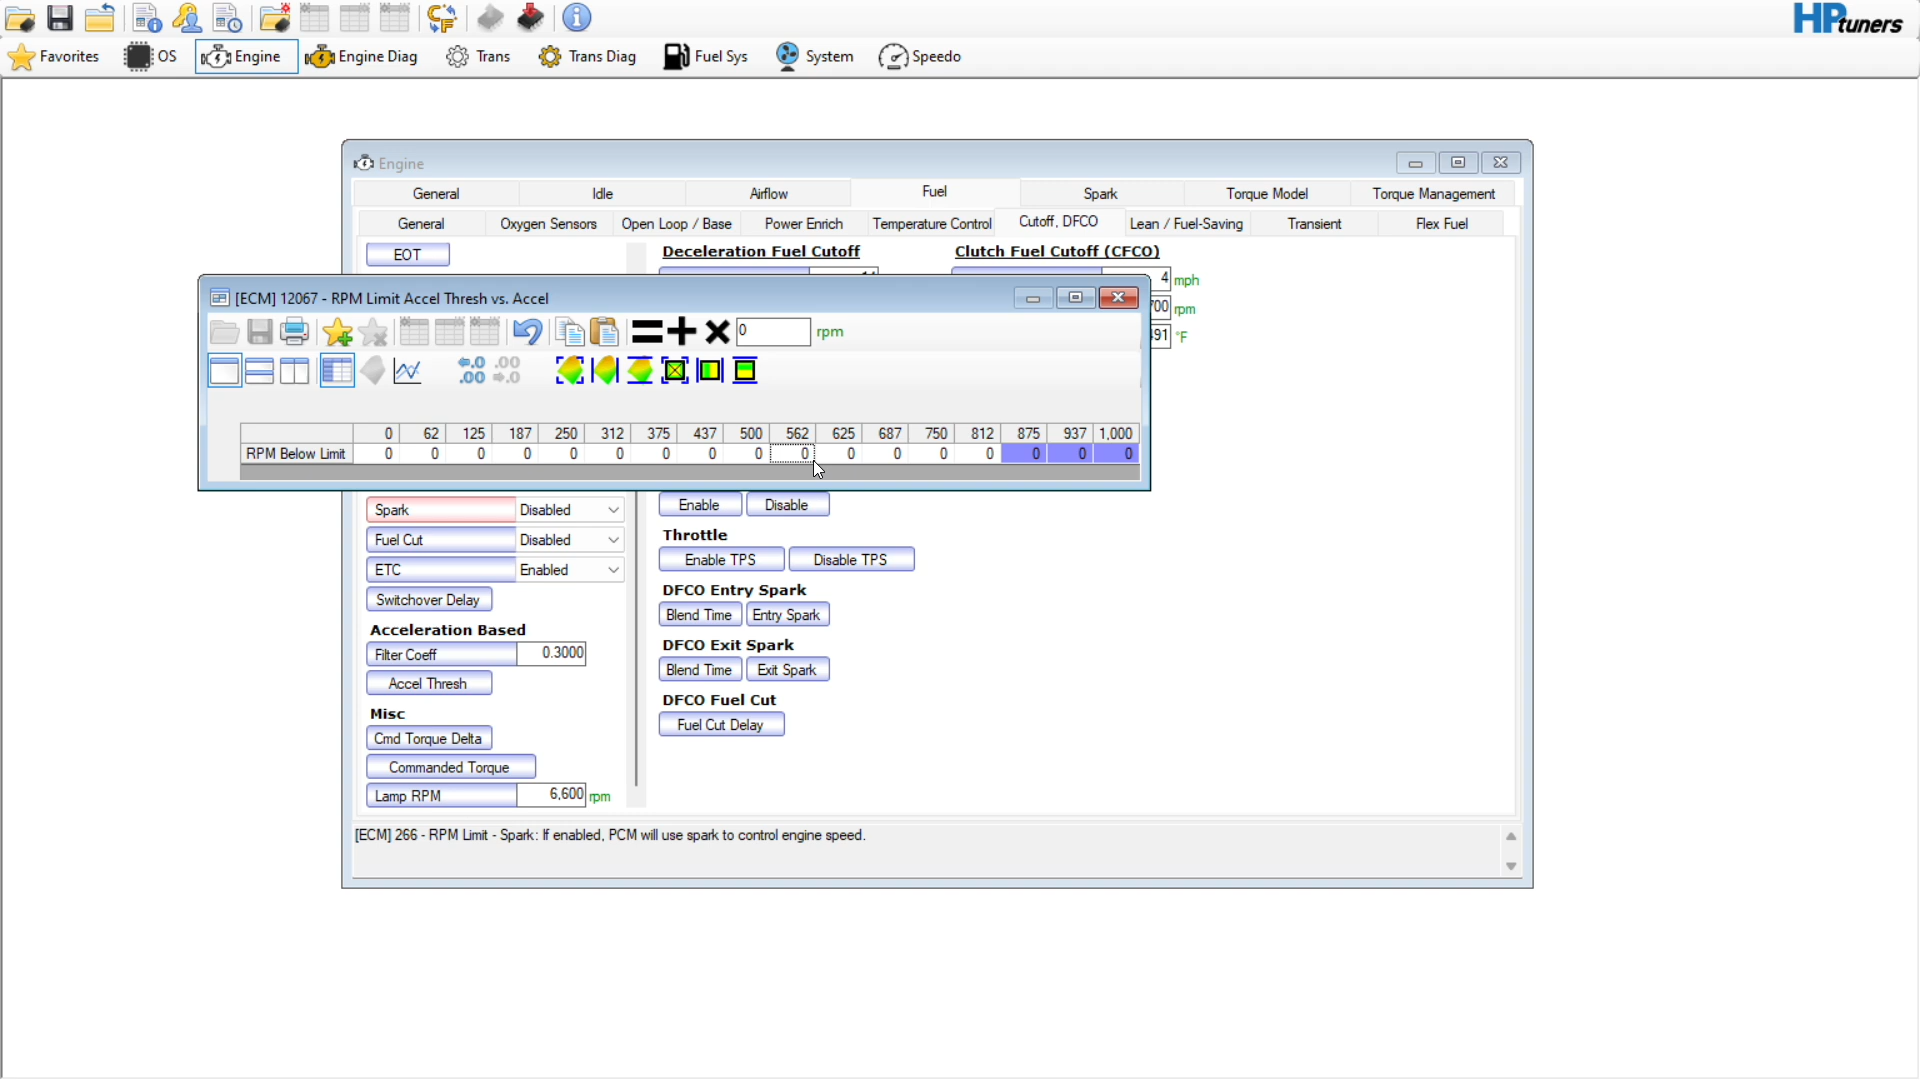 HPtuners
Favorites OS Engine Engine Diag Trans Trans Diag Fuel Sys System Speedo
Engine
General Idle Airflow Fuel Spark Torque Model Torque Management
General Oxygen Sensors Open Loop / Base Power Enrich Temperature Control Cutoff, DFCO Lean / Fuel-Saving Transient Flex Fuel
EOT
Deceleration Fuel Cutoff
Clutch Fuel Cutoff (CFCO)
4 mph
rpm
°F
[ECM] 12067 - RPM Limit Accel Thresh vs. Accel
0 rpm
0 62 125 187 250 312 375 437 500 562 625 687 750 812 875 937 1,000
RPM Below Limit 0 0 0 0 0 0 0 0 0 0 0 0 0 0 0 0 0
Spark Disabled
Fuel Cut Disabled
ETC Enabled
Switchover Delay
Acceleration Based
Filter Coeff 0.3000
Accel Thresh
Misc
Cmd Torque Delta
Commanded Torque
Lamp RPM 6,600 rpm
Enable Disable
Throttle
Enable TPS Disable TPS
DFCO Entry Spark
Blend Time Entry Spark
DFCO Exit Spark
Blend Time Exit Spark
DFCO Fuel Cut
Fuel Cut Delay
[ECM] 266 - RPM Limit - Spark: If enabled, PCM will use spark to control engine speed.